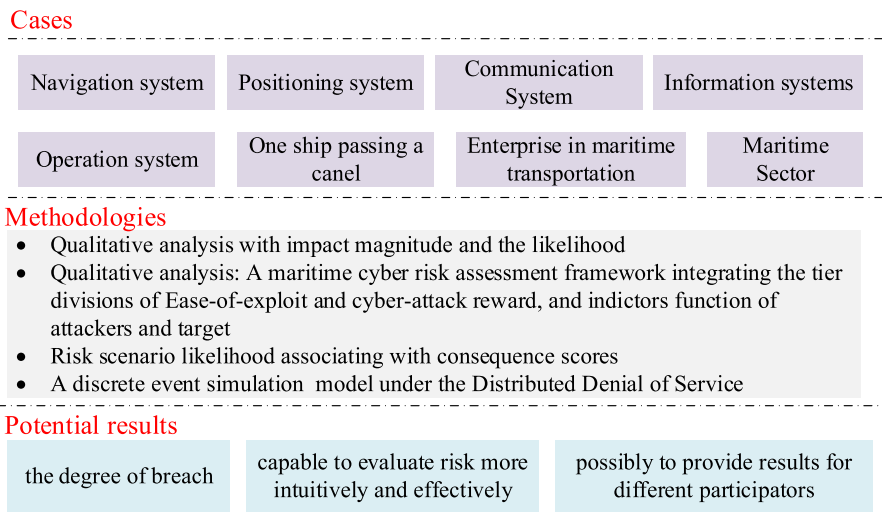 Cases
Navigation system
Positioning system
Communication
System
Information systems
Operation system
One ship passing a
canel
Enterprise in maritime
transportation
Maritime
Sector
Methodologies
• Qualitative analysis with impact magnitude and the likelihood
• Qualitative analysis: A maritime cyber risk assessment framework integrating the tier
divisions of Ease-of-exploit and cyber-attack reward, and indictors function of
attackers and target
• Risk scenario likelihood associating with consequence scores
• A discrete event simulation model under the Distributed Denial of Service
Potential results
the degree of breach
capable to evaluate risk more
intuitively and effectively
possibly to provide results for
different participators